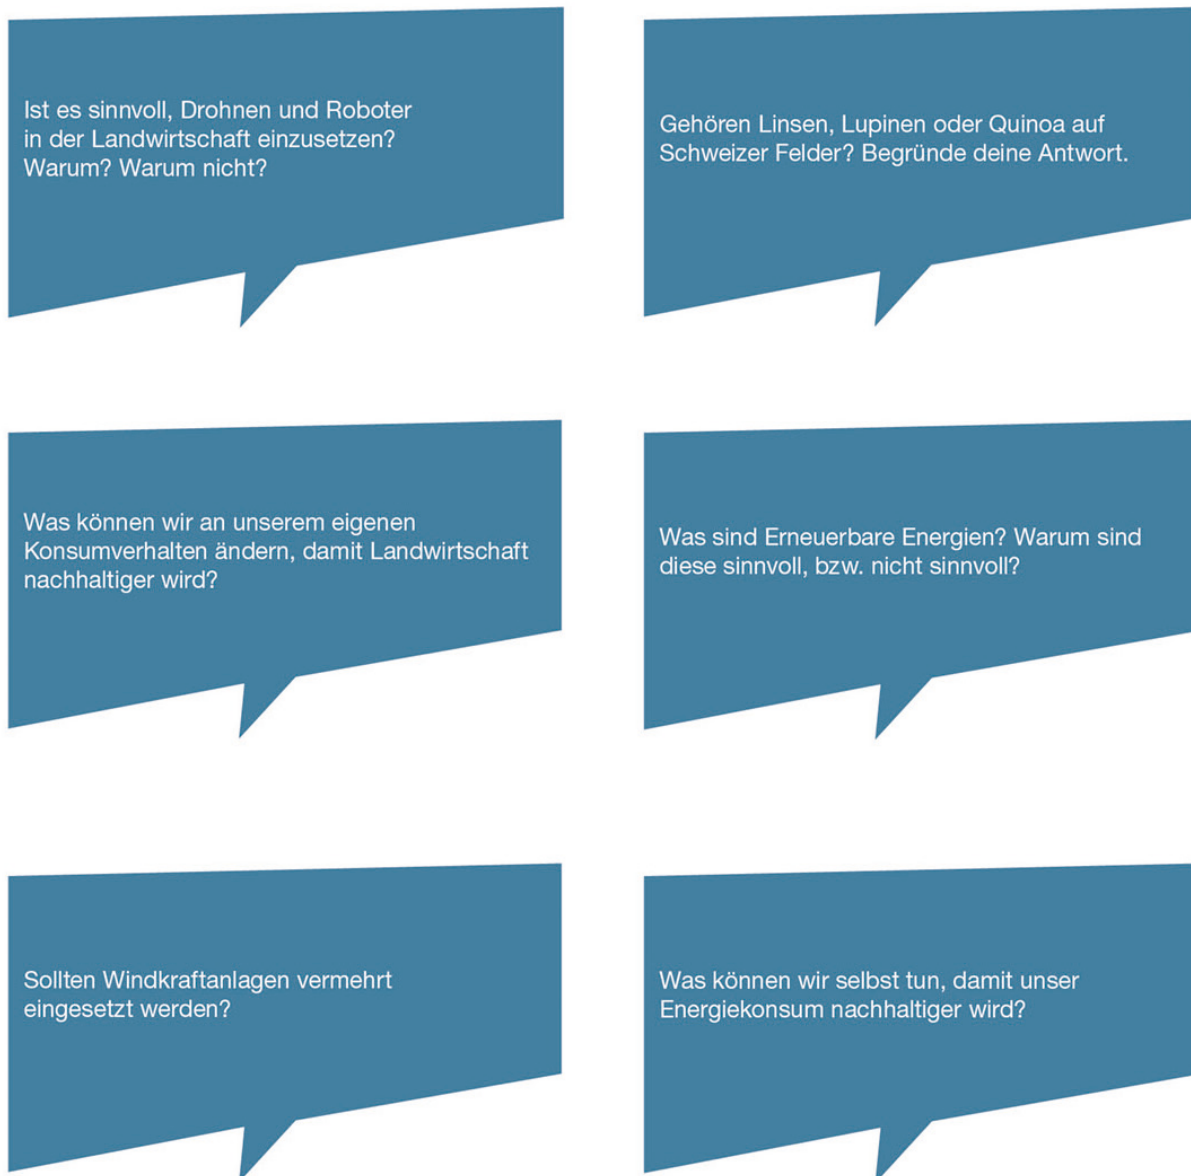 Ist es sinnvoll, Drohnen und Roboter
in der Landwirtschaft einzusetzen?
Warum? Warum nicht?
Gehören Linsen, Lupinen oder Quinoa auf
Schweizer Felder? Begründe deine Antwort.
Was können wir an unserem eigenen
Konsumverhalten ändern, damit Landwirtschaft
nachhaltiger wird?
Was sind Erneuerbare Energien? Warum sind
diese sinnvoll, bzw. nicht sinnvoll?
Sollten Windkraftanlagen vermehrt
eingesetzt werden?
Was können wir selbst tun, damit unser
Energiekonsum nachhaltiger wird?